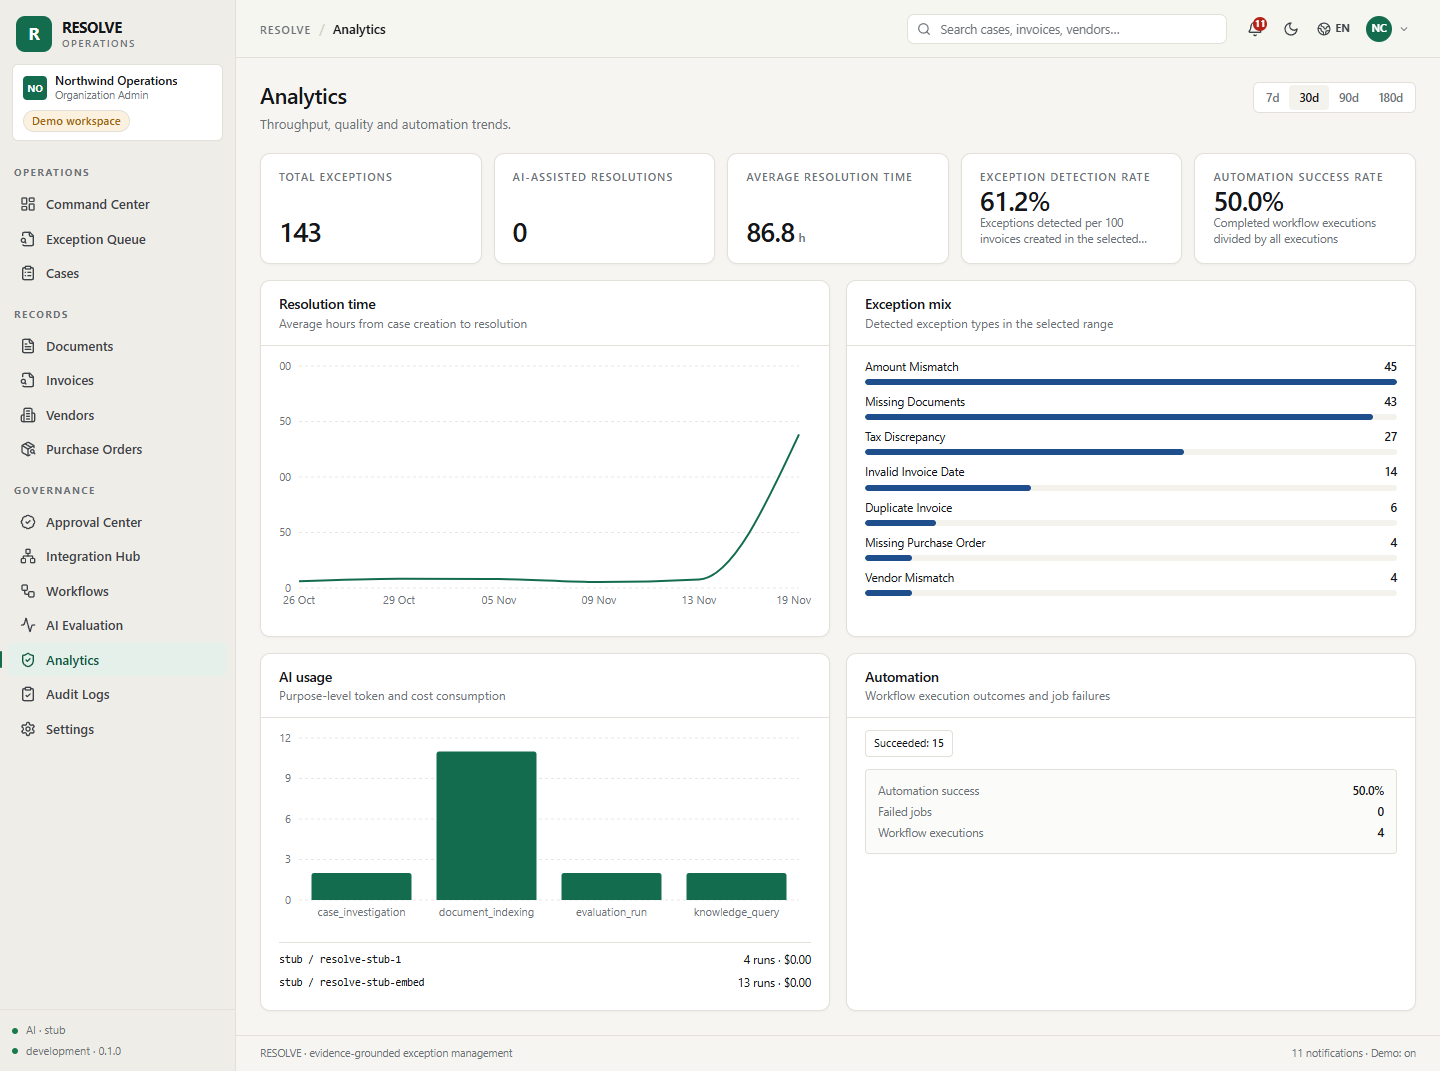 R
RESOLVE
OPERATIONS
NO
Northwind Operations
Organization Admin
Demo workspace
OPERATIONS
Command Center
Exception Queue
Cases
RECORDS
Documents
Invoices
Vendors
Purchase Orders
GOVERNANCE
Approval Center
Integration Hub
Workflows
AI Evaluation
Analytics
Audit Logs
Settings
AI · stub
development · 0.1.0
RESOLVE / Analytics
Search cases, invoices, vendors...
11
EN
NC
Analytics
Throughput, quality and automation trends.
7d 30d 90d 180d
TOTAL EXCEPTIONS
143
AI-ASSISTED RESOLUTIONS
0
AVERAGE RESOLUTION TIME
86.8 h
EXCEPTION DETECTION RATE
61.2%
Exceptions detected per 100
invoices created in the selected...
AUTOMATION SUCCESS RATE
50.0%
Completed workflow executions
divided by all executions
Resolution time
Average hours from case creation to resolution
00
50
00
50
0
26 Oct 29 Oct 05 Nov 09 Nov 13 Nov 19 Nov
Exception mix
Detected exception types in the selected range
Amount Mismatch 45
Missing Documents 43
Tax Discrepancy 27
Invalid Invoice Date 14
Duplicate Invoice 6
Missing Purchase Order 4
Vendor Mismatch 4
AI usage
Purpose-level token and cost consumption
12
9
6
3
0
case_investigation document_indexing evaluation_run knowledge_query
stub / resolve-stub-1 4 runs · $0.00
stub / resolve-stub-embed 13 runs · $0.00
Automation
Workflow execution outcomes and job failures
Succeeded: 15
Automation success 50.0%
Failed jobs 0
Workflow executions 4
RESOLVE · evidence-grounded exception management
11 notifications · Demo: on